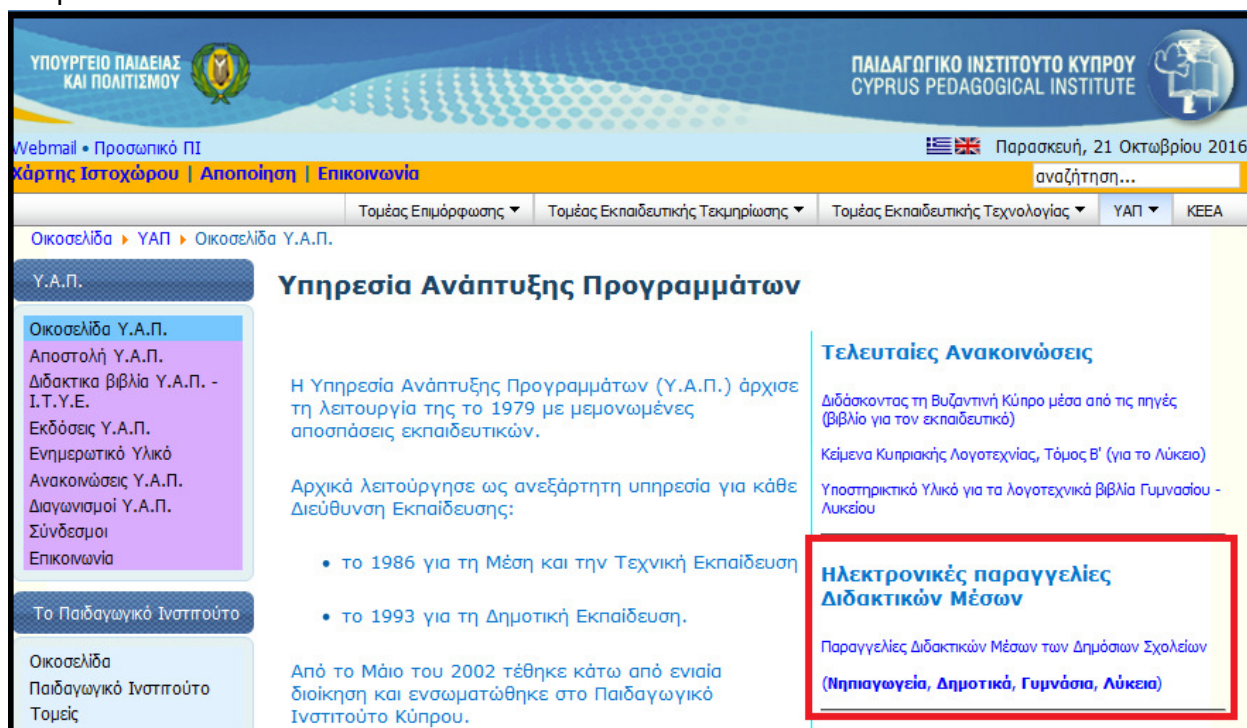 ΥΠΟΥΡΓΕΙΟ ΠΑΙΔΕΙΑΣ
ΚΑΙ ΠΟΛΙΤΙΣΜΟΥ
ΠΑΙΔΑΓΩΓΙΚΟ ΙΝΣΤΙΤΟΥΤΟ ΚΥΠΡΟΥ
CYPRUS PEDAGOGICAL INSTITUTE
Webmail • Προσωπικό ΠΙ
Παρασκευή, 21 Οκτωβρίου 2016
Χάρτης Ιστοχώρου | Αποποίηση | Επικοινωνία
αναζήτηση...
Τομέας Επιμόρφωσης ▼ Τομέας Εκπαιδευτικής Τεκμηρίωσης ▼ Τομέας Εκπαιδευτικής Τεχνολογίας ▼ ΥΑΠ ▼ ΚΕΕΑ
Οικοσελίδα ▸ ΥΑΠ ▸ Οικοσελίδα Υ.Α.Π.
Υ.Α.Π.
Οικοσελίδα Υ.Α.Π.
Αποστολή Υ.Α.Π.
Διδακτικα βιβλία Υ.Α.Π. -
Ι.Τ.Υ.Ε.
Εκδόσεις Υ.Α.Π.
Ενημερωτικό Υλικό
Ανακοινώσεις Υ.Α.Π.
Διαγωνισμοί Υ.Α.Π.
Σύνδεσμοι
Επικοινωνία
Το Παιδαγωγικό Ινστιτούτο
Οικοσελίδα
Παιδαγωγικό Ινστιτούτο
Τομείς
Υπηρεσία Ανάπτυξης Προγραμμάτων
Η Υπηρεσία Ανάπτυξης Προγραμμάτων (Υ.Α.Π.) άρχισε
τη λειτουργία της το 1979 με μεμονωμένες
αποσπάσεις εκπαιδευτικών.
Αρχικά λειτούργησε ως ανεξάρτητη υπηρεσία για κάθε
Διεύθυνση Εκπαίδευσης:
• το 1986 για τη Μέση και την Τεχνική Εκπαίδευση
• το 1993 για τη Δημοτική Εκπαίδευση.
Από το Μάιο του 2002 τέθηκε κάτω από ενιαία
διοίκηση και ενσωματώθηκε στο Παιδαγωγικό
Ινστιτούτο Κύπρου.
Τελευταίες Ανακοινώσεις
Διδάσκοντας τη Βυζαντινή Κύπρο μέσα από τις πηγές
(βιβλίο για τον εκπαιδευτικό)
Κείμενα Κυπριακής Λογοτεχνίας, Τόμος Β' (για το Λύκειο)
Υποστηρικτικό Υλικό για τα λογοτεχνικά βιβλία Γυμνασίου -
Λυκείου
Ηλεκτρονικές παραγγελίες
Διδακτικών Μέσων
Παραγγελίες Διδακτικών Μέσων των Δημόσιων Σχολείων
(Νηπιαγωγεία, Δημοτικά, Γυμνάσια, Λύκεια)